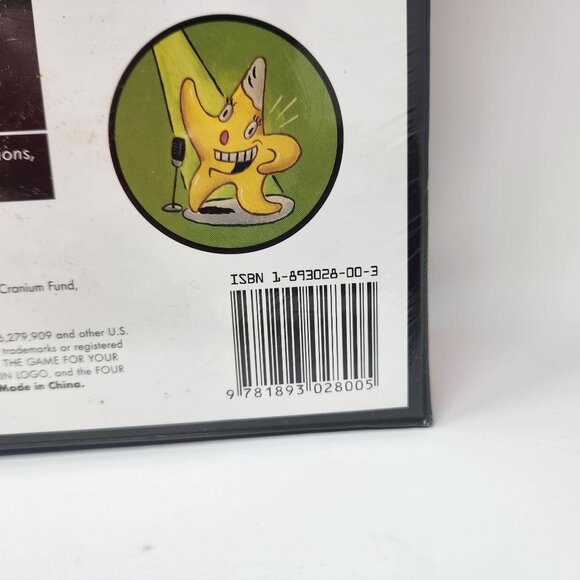 ions,
ISBN 1-893028-00-3
Cranium Fund,
6,279,909 and other U.S.
trademarks or registered
THE GAME FOR YOUR
IN LOGO, and the FOUR
Made in China.
9 781893 028005